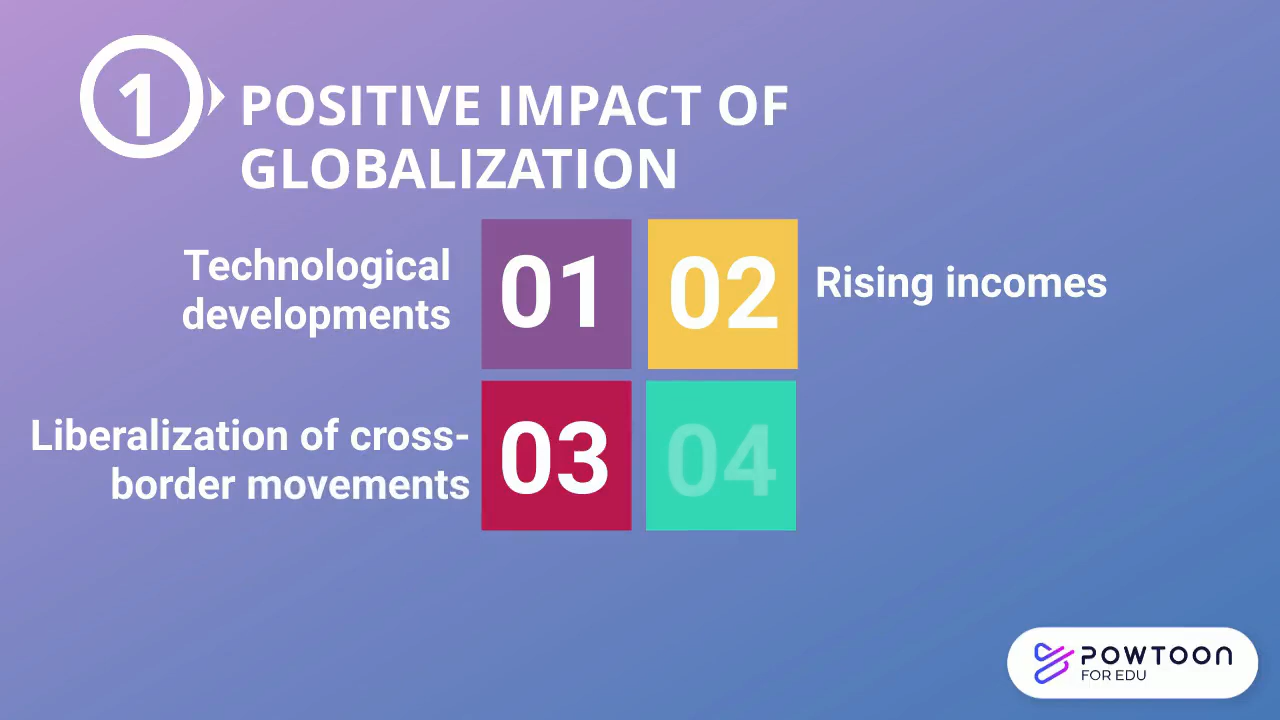 1
POSITIVE IMPACT OF
GLOBALIZATION
Technological
developments
01
02
Rising incomes
Liberalization of cross-
border movements
03
04
POWTOON
FOR EDU